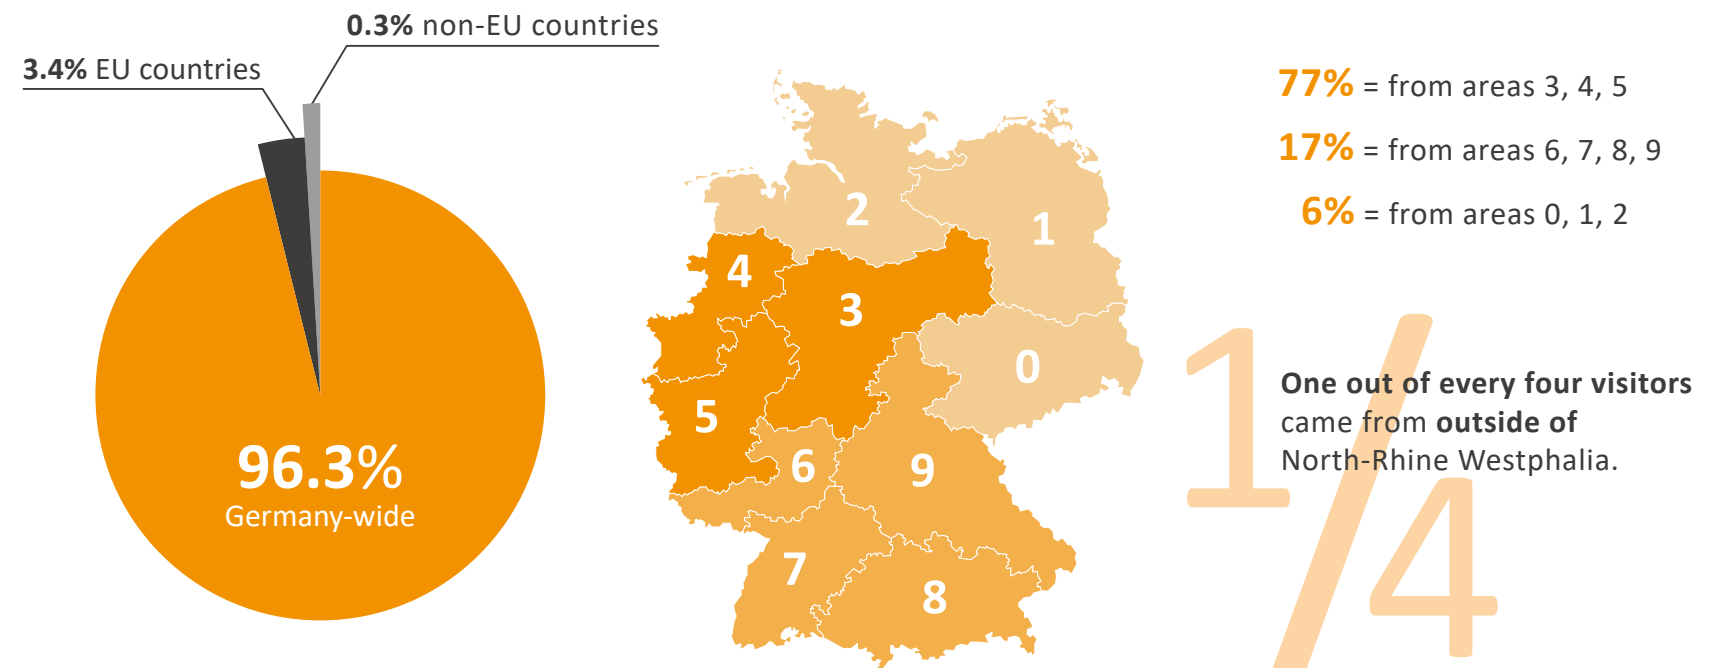 0.3% non-EU countries
3.4% EU countries
96.3%
Germany-wide
2
1
4
3
0
5
6
9
7
8
77% = from areas 3, 4, 5
17% = from areas 6, 7, 8, 9
6% = from areas 0, 1, 2
1/4
One out of every four visitors
came from outside of
North-Rhine Westphalia.